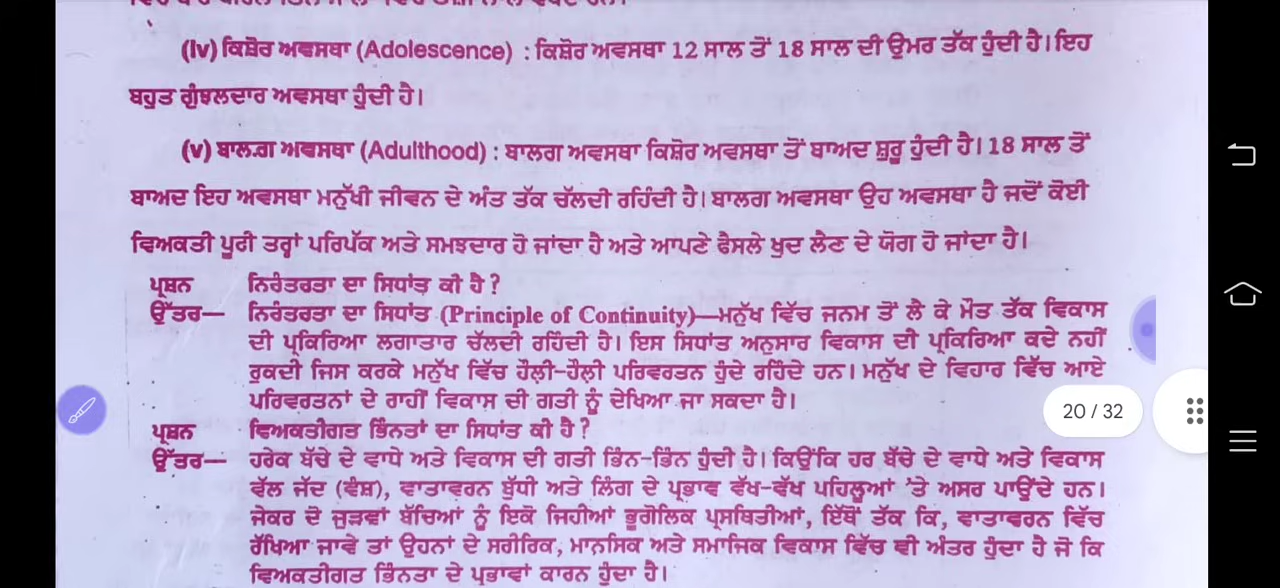 (iv) ਕਿਸ਼ੋਰ ਅਵਸਥਾ (Adolescence) : ਕਿਸ਼ੋਰ ਅਵਸਥਾ 12 ਸਾਲ ਤੋਂ 18 ਸਾਲ ਦੀ ਉਮਰ ਤੱਕ ਹੁੰਦੀ ਹੈ। ਇਹ
ਬਹੁਤ ਗੁੰਝਲਦਾਰ ਅਵਸਥਾ ਹੁੰਦੀ ਹੈ।
(v) ਬਾਲਗ ਅਵਸਥਾ (Adulthood) : ਬਾਲਗ ਅਵਸਥਾ ਕਿਸ਼ੋਰ ਅਵਸਥਾ ਤੋਂ ਬਾਅਦ ਸ਼ੁਰੂ ਹੁੰਦੀ ਹੈ। 18 ਸਾਲ ਤੋਂ
ਬਾਅਦ ਇਹ ਅਵਸਥਾ ਮਨੁੱਖੀ ਜੀਵਨ ਦੇ ਅੰਤ ਤੱਕ ਚੱਲਦੀ ਰਹਿੰਦੀ ਹੈ। ਬਾਲਗ ਅਵਸਥਾ ਉਹ ਅਵਸਥਾ ਹੈ ਜਦੋਂ ਕੋਈ
ਵਿਅਕਤੀ ਪੂਰੀ ਤਰ੍ਹਾਂ ਪਰਿਪੱਕ ਅਤੇ ਸਮਝਦਾਰ ਹੋ ਜਾਂਦਾ ਹੈ ਅਤੇ ਆਪਣੇ ਫੈਸਲੇ ਖੁਦ ਲੈਣ ਦੇ ਯੋਗ ਹੋ ਜਾਂਦਾ ਹੈ।
ਪ੍ਰਸ਼ਨ ਨਿਰੰਤਰਤਾ ਦਾ ਸਿਧਾਂਤ ਕੀ ਹੈ ?
ਉੱਤਰ— ਨਿਰੰਤਰਤਾ ਦਾ ਸਿਧਾਂਤ (Principle of Continuity)—ਮਨੁੱਖ ਵਿੱਚ ਜਨਮ ਤੋਂ ਲੈ ਕੇ ਮੌਤ ਤੱਕ ਵਿਕਾਸ
ਦੀ ਪ੍ਰਕਿਰਿਆ ਲਗਾਤਾਰ ਚੱਲਦੀ ਰਹਿੰਦੀ ਹੈ। ਇਸ ਸਿਧਾਂਤ ਅਨੁਸਾਰ ਵਿਕਾਸ ਦੀ ਪ੍ਰਕਿਰਿਆ ਕਦੇ ਨਹੀਂ
ਰੁਕਦੀ ਜਿਸ ਕਰਕੇ ਮਨੁੱਖ ਵਿੱਚ ਹੌਲੀ-ਹੌਲੀ ਪਰਿਵਰਤਨ ਹੁੰਦੇ ਰਹਿੰਦੇ ਹਨ। ਮਨੁੱਖ ਦੇ ਵਿਹਾਰ ਵਿੱਚ ਆਏ
ਪਰਿਵਰਤਨਾਂ ਦੇ ਰਾਹੀਂ ਵਿਕਾਸ ਦੀ ਗਤੀ ਨੂੰ ਦੇਖਿਆ ਜਾ ਸਕਦਾ ਹੈ।
20 / 32
ਪ੍ਰਸ਼ਨ ਵਿਅਕਤੀਗਤ ਭਿੰਨਤਾਂ ਦਾ ਸਿਧਾਂਤ ਕੀ ਹੈ ?
ਉੱਤਰ— ਹਰੇਕ ਬੱਚੇ ਦੇ ਵਾਧੇ ਅਤੇ ਵਿਕਾਸ ਦੀ ਗਤੀ ਭਿੰਨ-ਭਿੰਨ ਹੁੰਦੀ ਹੈ। ਕਿਉਂਕਿ ਹਰ ਬੱਚੇ ਦੇ ਵਾਧੇ ਅਤੇ ਵਿਕਾਸ
ਵੱਲ ਜੱਦ (ਵੰਸ਼), ਵਾਤਾਵਰਨ ਬੁੱਧੀ ਅਤੇ ਲਿੰਗ ਦੇ ਪ੍ਰਭਾਵ ਵੱਖ-ਵੱਖ ਪਹਿਲੂਆਂ 'ਤੇ ਅਸਰ ਪਾਉਂਦੇ ਹਨ।
ਜੇਕਰ ਦੋ ਜੁੜਵਾਂ ਬੱਚਿਆਂ ਨੂੰ ਇਕੋ ਜਿਹੀਆਂ ਭੂਗੋਲਿਕ ਪ੍ਰਸਥਿਤੀਆਂ, ਇੱਥੋਂ ਤੱਕ ਕਿ, ਵਾਤਾਵਰਨ ਵਿੱਚ
ਰੱਖਿਆ ਜਾਵੇ ਤਾਂ ਉਹਨਾਂ ਦੇ ਸਰੀਰਿਕ, ਮਾਨਸਿਕ ਅਤੇ ਸਮਾਜਿਕ ਵਿਕਾਸ ਵਿੱਚ ਵੀ ਅੰਤਰ ਹੁੰਦਾ ਹੈ ਜੋ ਕਿ
ਵਿਅਕਤੀਗਤ ਭਿੰਨਤਾ ਦੇ ਪ੍ਰਭਾਵਾਂ ਕਾਰਨ ਹੁੰਦਾ ਹੈ।